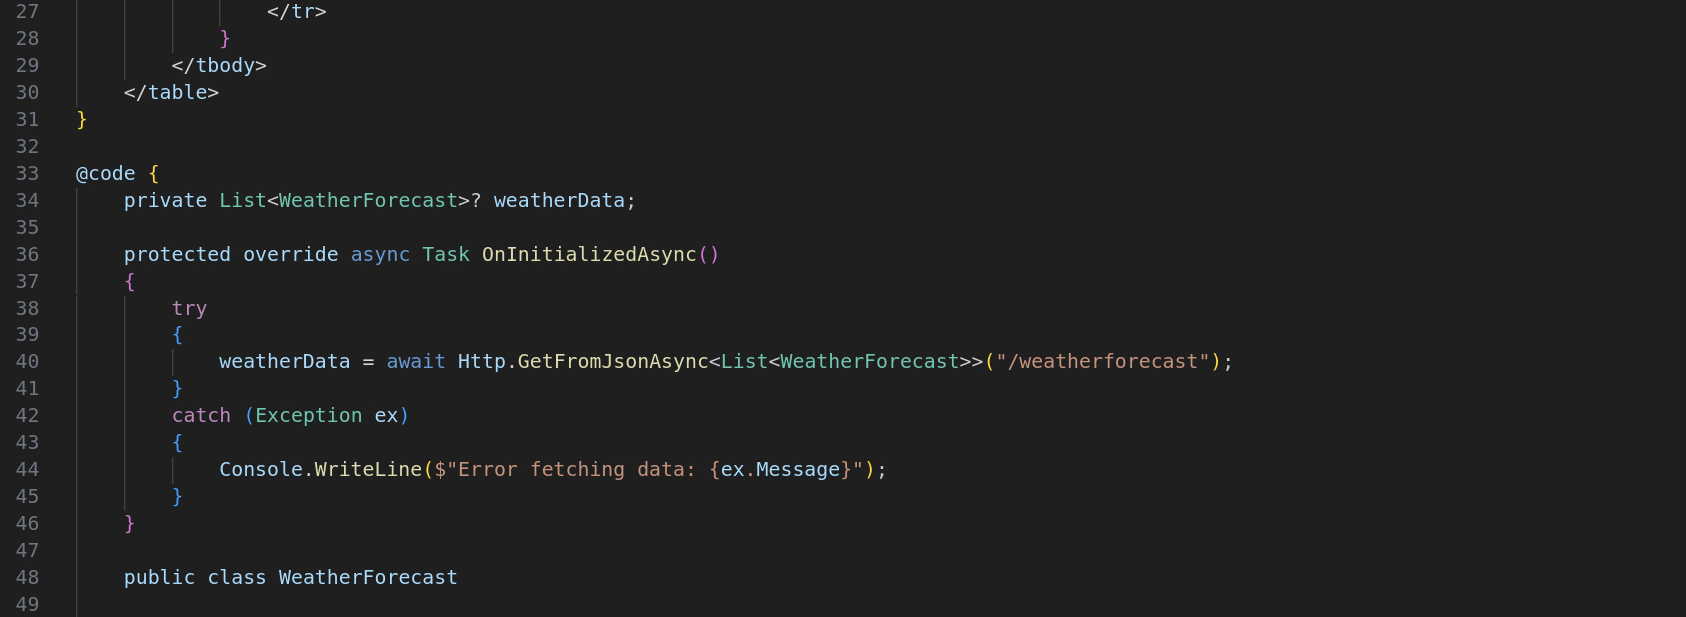 27 </tr>
28 }
29 </tbody>
30 </table>
31 }
32
33 @code {
34 private List<WeatherForecast>? weatherData;
35
36 protected override async Task OnInitializedAsync()
37 {
38 try
39 {
40 weatherData = await Http.GetFromJsonAsync<List<WeatherForecast>>("/weatherforecast");
41 }
42 catch (Exception ex)
43 {
44 Console.WriteLine($"Error fetching data: {ex.Message}");
45 }
46 }
47
48 public class WeatherForecast
49